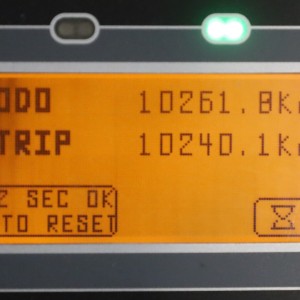 ODO 10261.8K
TRIP 10240.1K
2 SEC OK
TO RESET